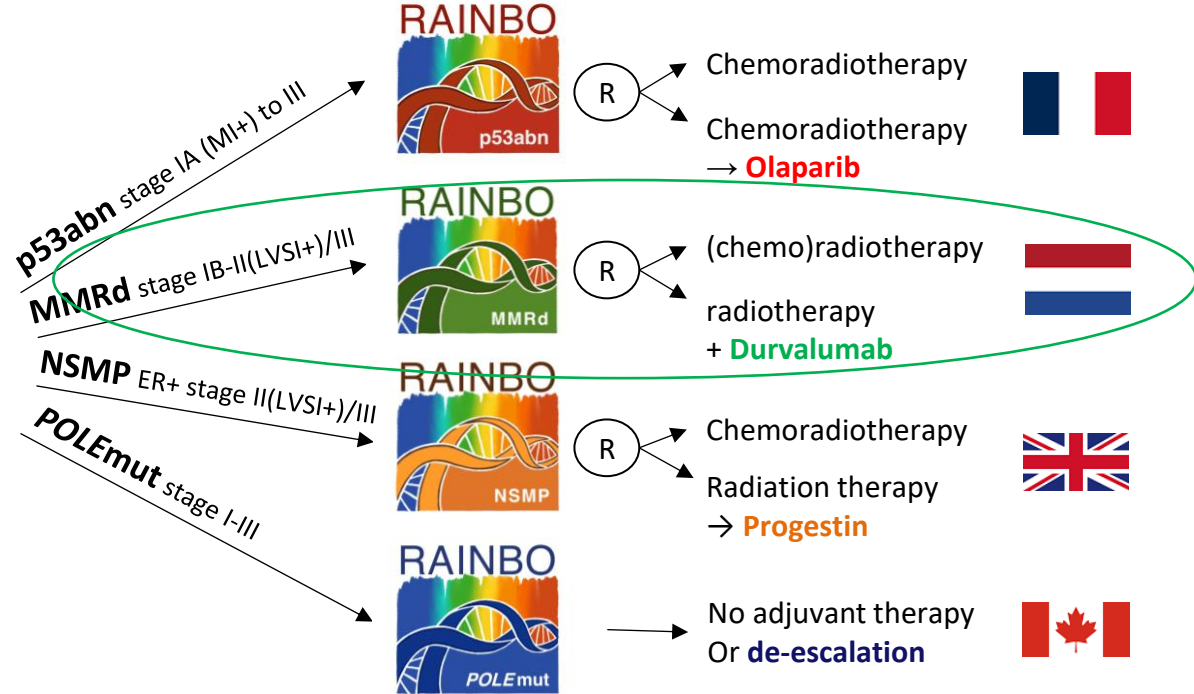 p53abn stage IA (MI+) to III
RAINBO
p53abn
R
Chemoradiotherapy
Chemoradiotherapy
→ Olaparib
MMRd stage IB-II(LVSI+)/III
RAINBO
MMRd
R
(chemo)radiotherapy
radiotherapy
+ Durvalumab
NSMP ER+ stage II(LVSI+)/III
RAINBO
NSMP
R
Chemoradiotherapy
Radiation therapy
→ Progestin
POLEmut stage I-III
RAINBO
POLEmut
No adjuvant therapy
Or de-escalation